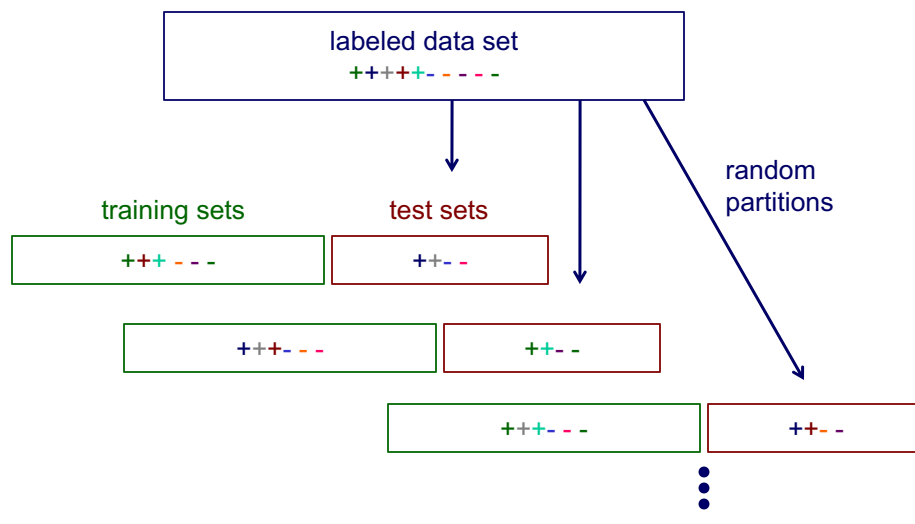 labeled data set
+++++- - - - -
random
partitions
training sets
test sets
+++ - - -
++- -
+++- - -
++- -
+++- - -
++- -